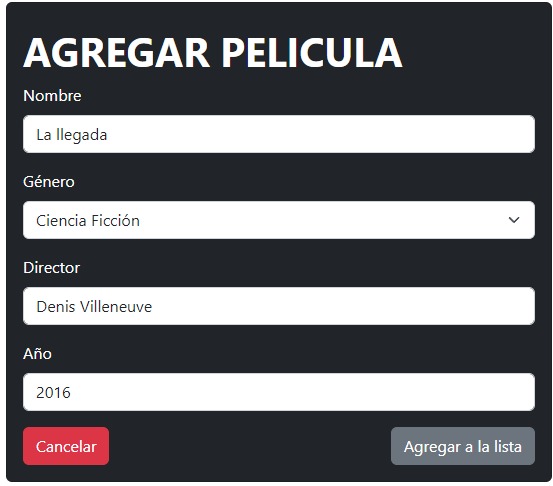 AGREGAR PELICULA
Nombre
La llegada
Género
Ciencia Ficción
Director
Denis Villeneuve
Año
2016
Cancelar Agregar a la lista